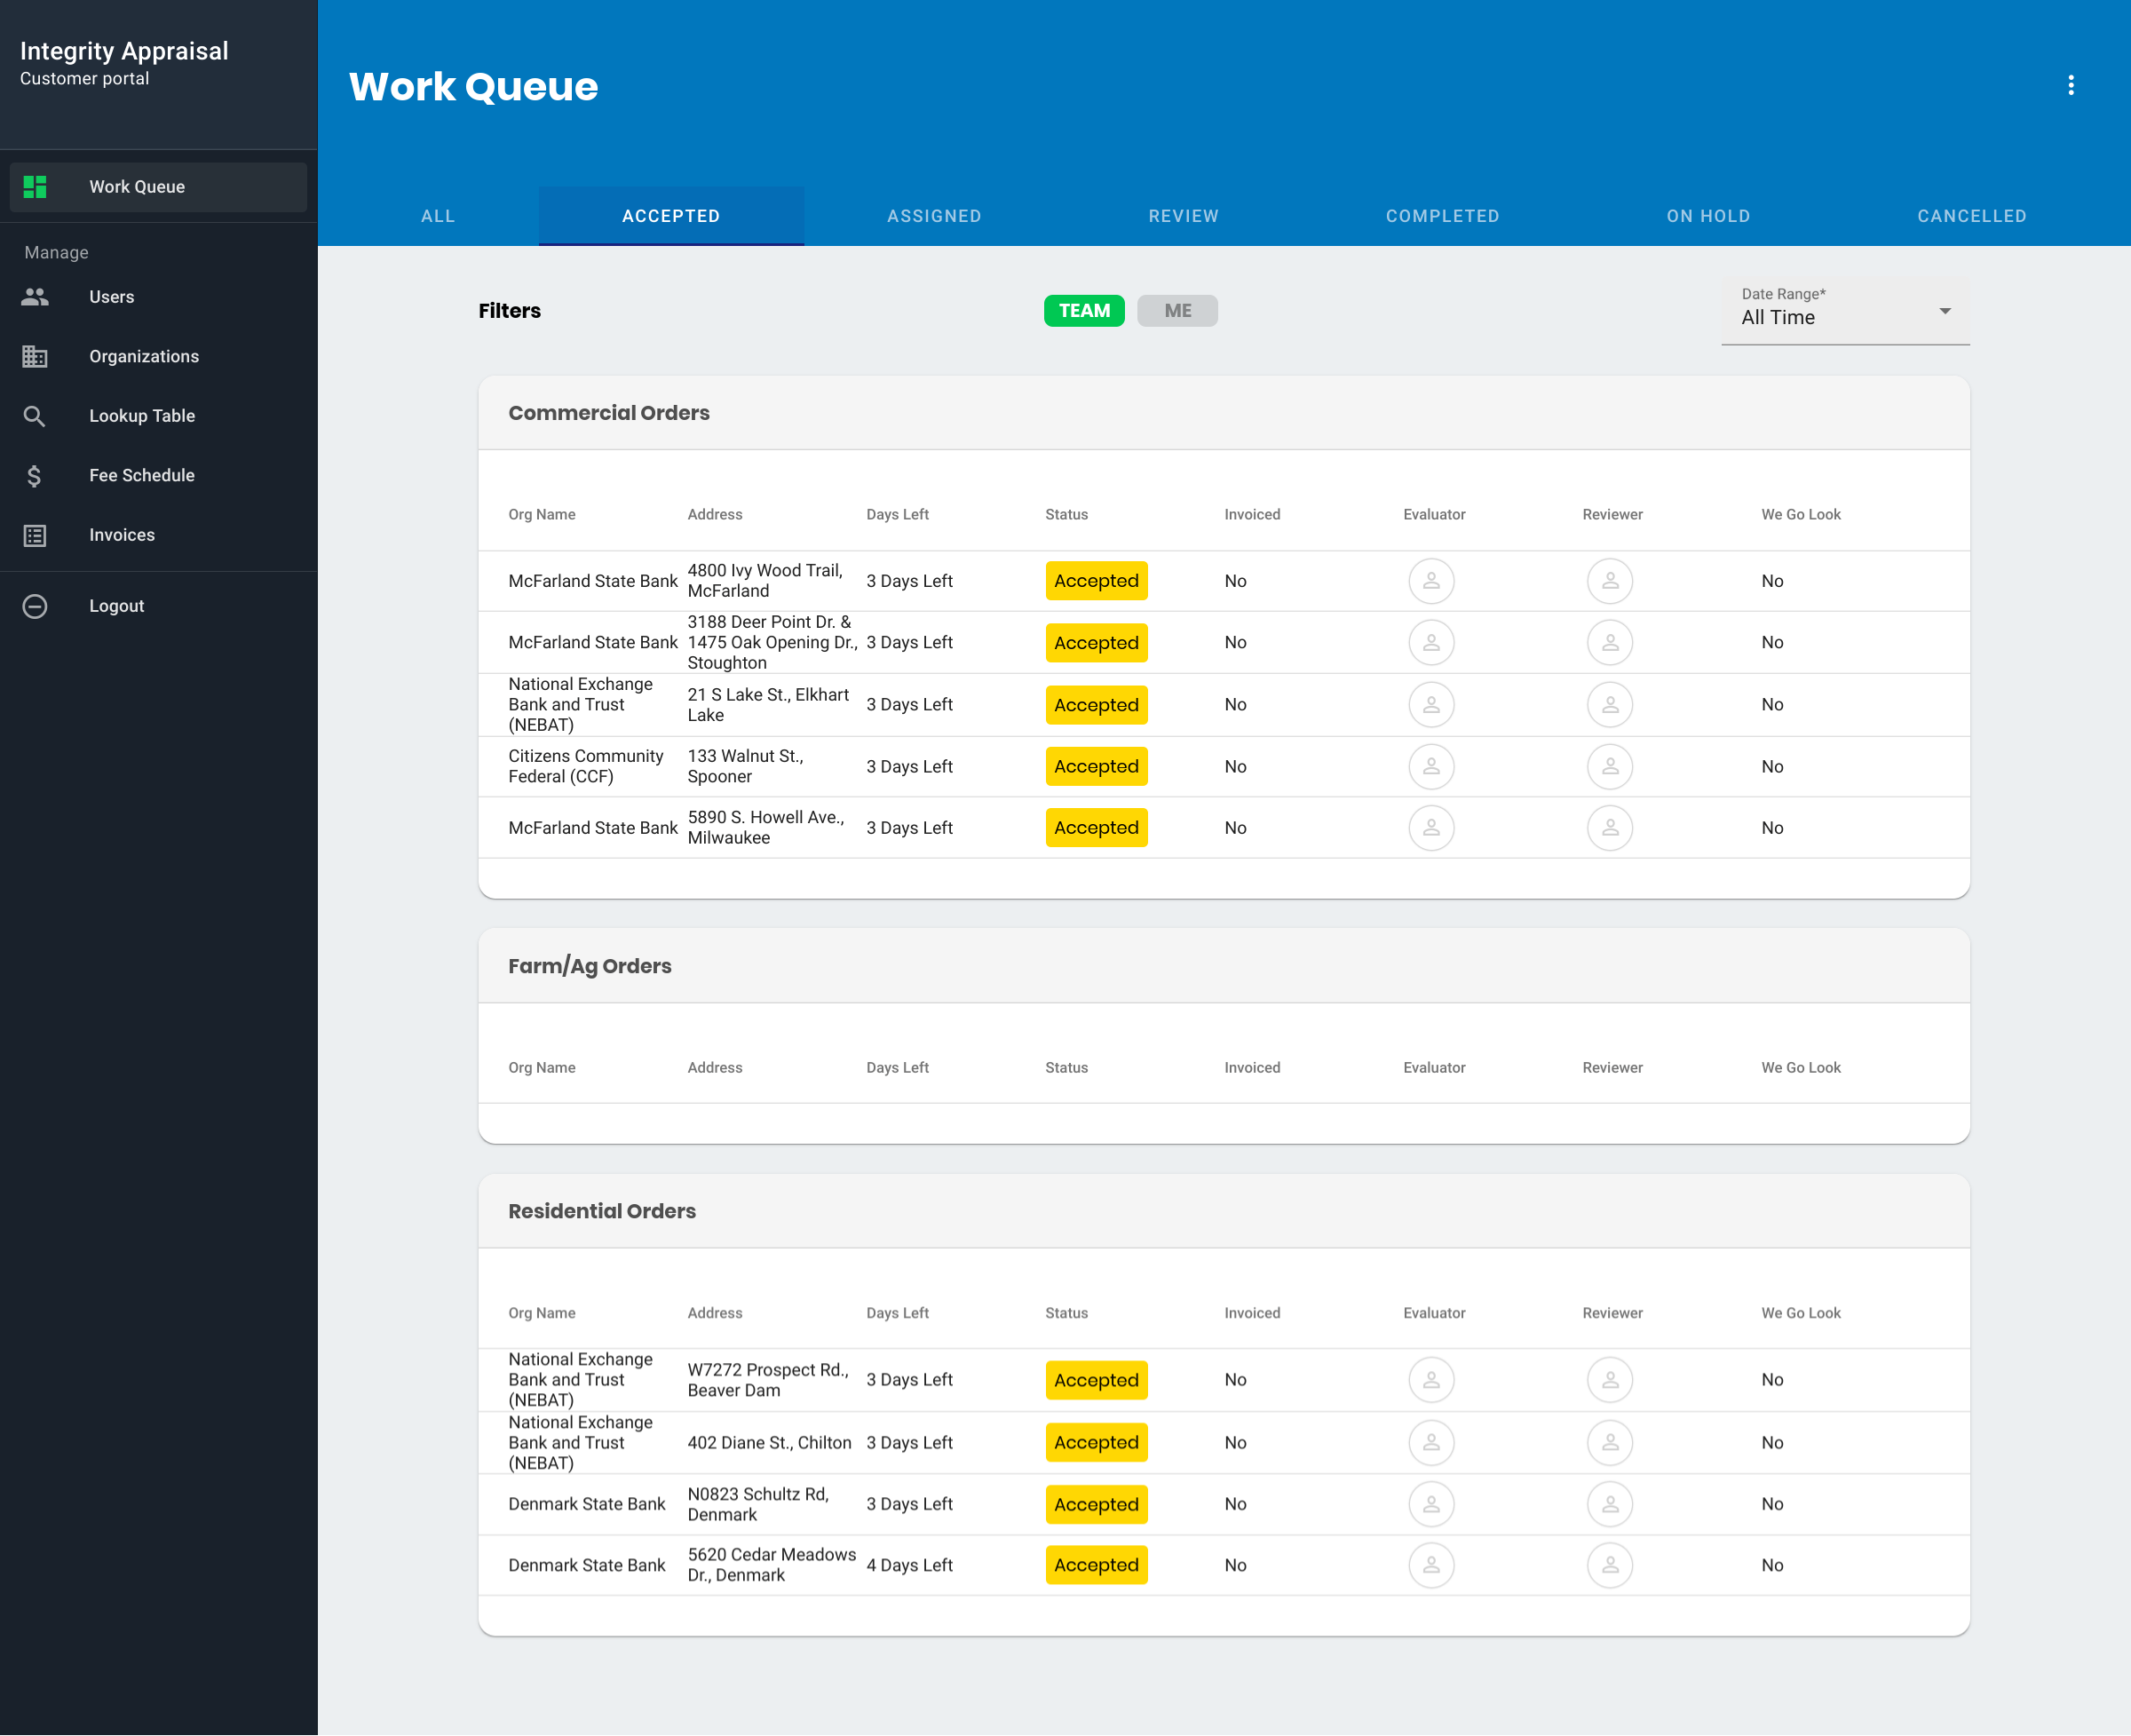 Integrity Appraisal
Customer portal
Work Queue
Manage
Users
Organizations
Lookup Table
Fee Schedule
Invoices
Logout
Work Queue
ALL ACCEPTED ASSIGNED REVIEW COMPLETED ON HOLD CANCELLED
Filters TEAM ME
Date Range*
All Time
Commercial Orders
Org Name Address Days Left Status Invoiced Evaluator Reviewer We Go Look
McFarland State Bank
4800 Ivy Wood Trail,
McFarland
3 Days Left Accepted No No
McFarland State Bank
3188 Deer Point Dr. &
1475 Oak Opening Dr.,
Stoughton
3 Days Left Accepted No No
National Exchange
Bank and Trust
(NEBAT)
21 S Lake St., Elkhart
Lake
3 Days Left Accepted No No
Citizens Community
Federal (CCF)
133 Walnut St.,
Spooner
3 Days Left Accepted No No
McFarland State Bank
5890 S. Howell Ave.,
Milwaukee
3 Days Left Accepted No No
Farm/Ag Orders
Org Name Address Days Left Status Invoiced Evaluator Reviewer We Go Look
Residential Orders
Org Name Address Days Left Status Invoiced Evaluator Reviewer We Go Look
National Exchange
Bank and Trust
(NEBAT)
W7272 Prospect Rd.,
Beaver Dam
3 Days Left Accepted No No
National Exchange
Bank and Trust
(NEBAT)
402 Diane St., Chilton
3 Days Left Accepted No No
Denmark State Bank
N0823 Schultz Rd,
Denmark
3 Days Left Accepted No No
Denmark State Bank
5620 Cedar Meadows
Dr., Denmark
4 Days Left Accepted No No